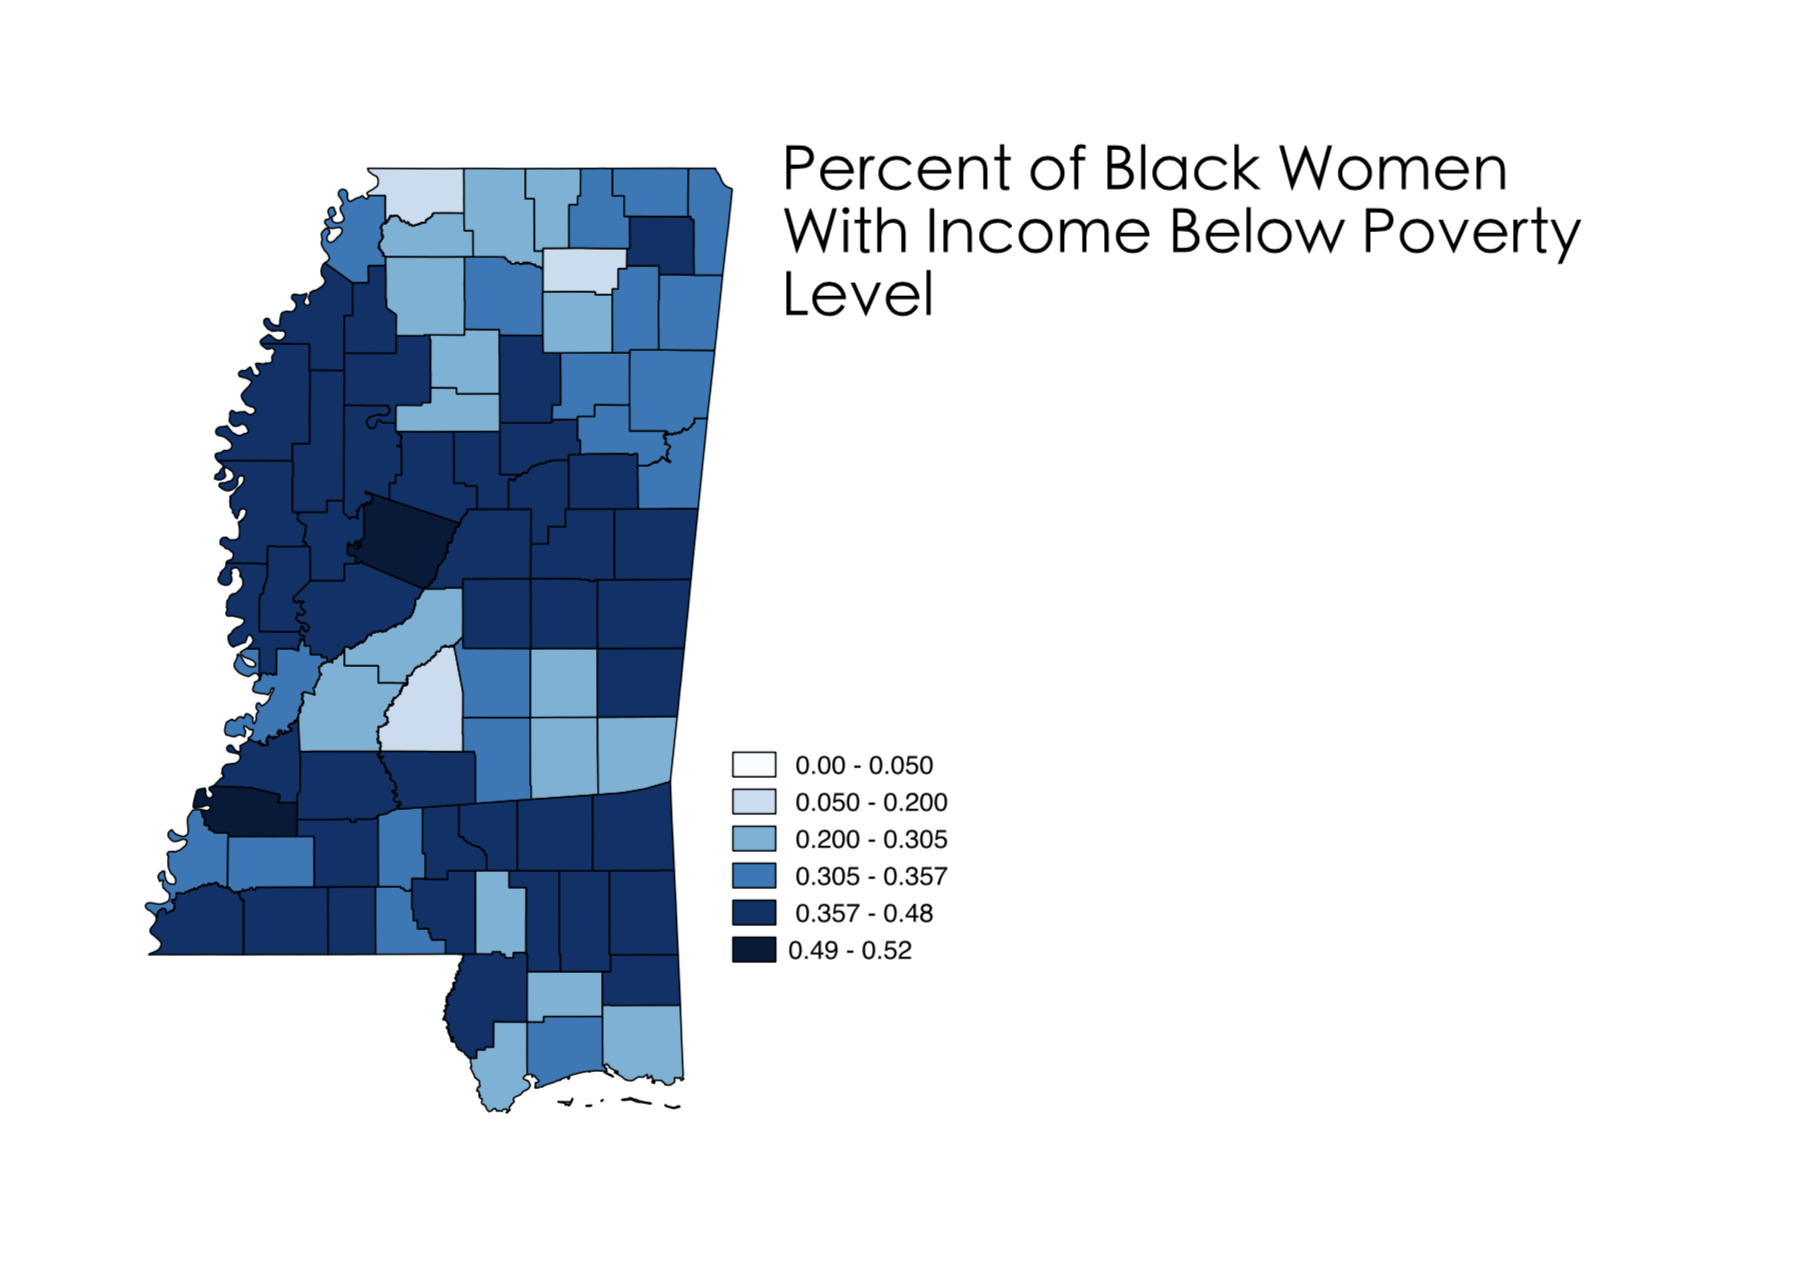 Percent of Black Women
With Income Below Poverty
Level
0.00 - 0.050
0.050 - 0.200
0.200 - 0.305
0.305 - 0.357
0.357 - 0.48
0.49 - 0.52